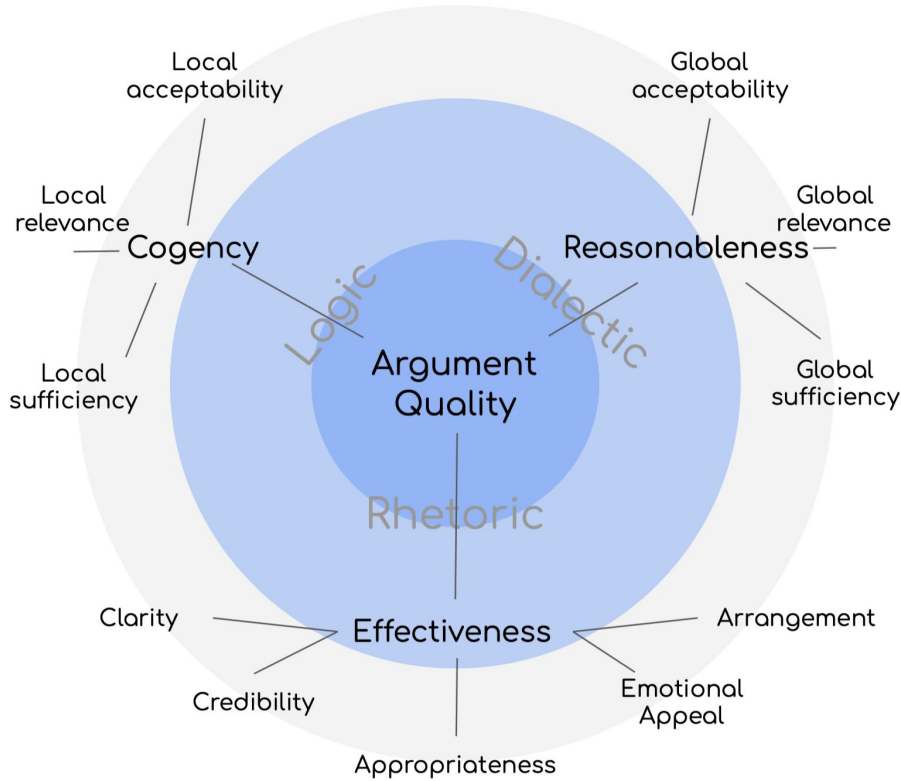 Local
acceptability
Global
acceptability
Local
relevance
Global
relevance
Cogency
Reasonableness
Logic
Dialectic
Argument
Quality
Local
sufficiency
Global
sufficiency
Rhetoric
Clarity
Effectiveness
Arrangement
Credibility
Emotional
Appeal
Appropriateness